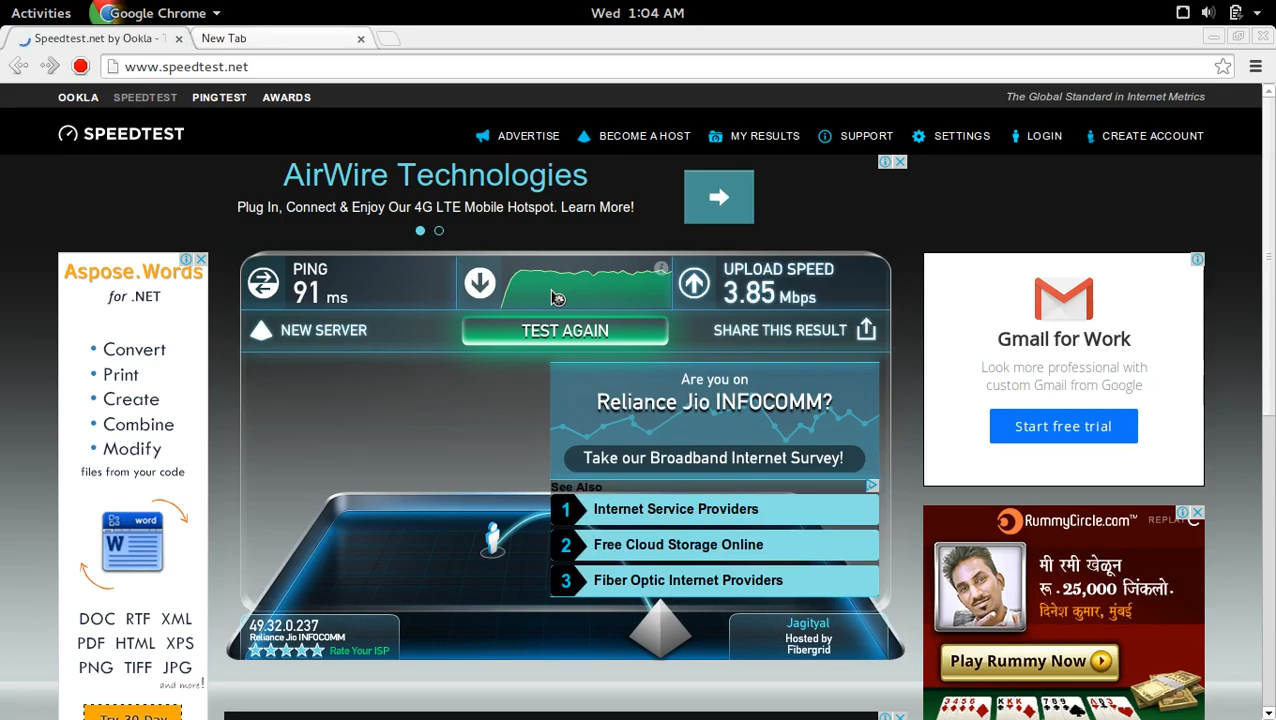 Activities
Google Chrome
Wed 1:04 AM
Speedtest.net by Ookla -
New Tab
www.speedtest.net
OOKLA SPEEDTEST PINGTEST AWARDS
The Global Standard in Internet Metrics
SPEEDTEST
ADVERTISE BECOME A HOST MY RESULTS SUPPORT SETTINGS LOGIN CREATE ACCOUNT
AirWire Technologies
Plug In, Connect & Enjoy Our 4G LTE Mobile Hotspot. Learn More!
Aspose.Words
for .NET
• Convert
• Print
• Create
• Combine
• Modify
files from your code
word
W
DOC RTF XML
PDF HTML XPS
PNG TIFF JPG
and more!
Try 30 Day
PING
91 ms
UPLOAD SPEED
3.85 Mbps
NEW SERVER
TEST AGAIN
SHARE THIS RESULT
Are you on
Reliance Jio INFOCOMM?
Take our Broadband Internet Survey!
See Also
1 Internet Service Providers
2 Free Cloud Storage Online
3 Fiber Optic Internet Providers
49.32.0.237
Reliance Jio INFOCOMM
Rate Your ISP
Jagityal
Hosted by
Fibergrid
Gmail for Work
Look more professional with
custom Gmail from Google
Start free trial
RummyCircle.com™
REPLAY
मी रमी खेळून
रू. 25,000 जिंकलो.
दिनेश कुमार, मुंबई
Play Rummy Now